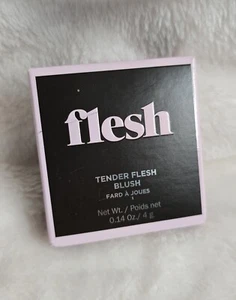 flesh
TENDER FLESH
BLUSH
FARD À JOUES
Net Wt. / Poids net
0.14 Oz./ 4 g